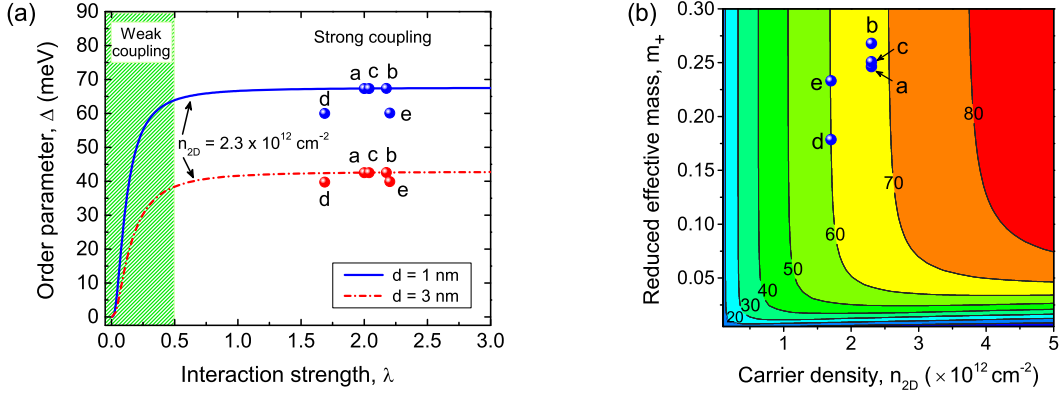 (a)
Weak
coupling
Strong coupling
a c b
d
e
n2D = 2.3 x 10^12 cm^-2
a c b
d
e
d = 1 nm
d = 3 nm
90
80
70
60
50
40
30
20
10
0
0.0 0.5 1.0 1.5 2.0 2.5 3.0
Order parameter, Δ (meV)
Interaction strength, λ
(b)
b
c
a
e
d
80
70
60
50
40
30
20
0.30
0.25
0.20
0.15
0.10
0.05
1 2 3 4 5
Reduced effective mass, m+
Carrier density, n2D (×10^12 cm^-2)